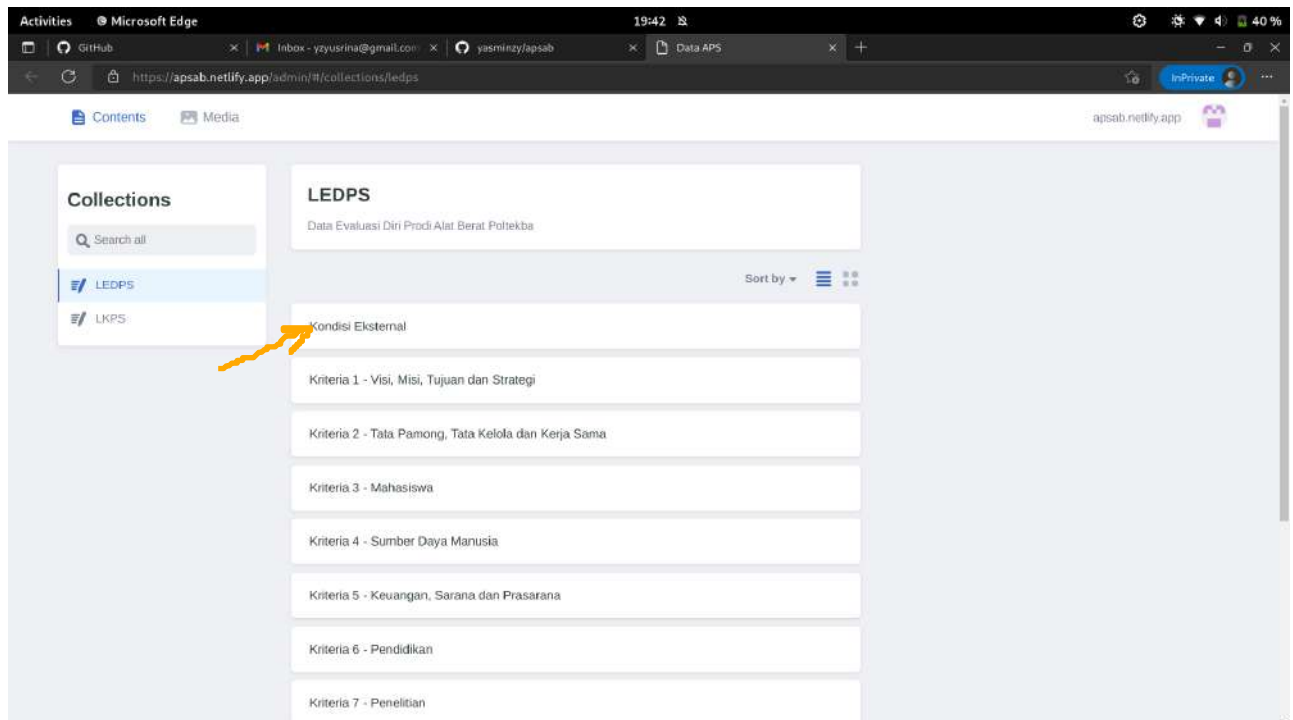 Activities Microsoft Edge 19:42 40 %
GitHub Inbox - yzyusrina@gmail.com yasminzy/apsab Data APS
https://apsab.netlify.app/admin/#/collections/ledps InPrivate
Contents Media apsab.netlify.app
Collections
Search all
LEDPS
LKPS
LEDPS
Data Evaluasi Diri Prodi Alat Berat Poltekba
Sort by
Kondisi Eksternal
Kriteria 1 - Visi, Misi, Tujuan dan Strategi
Kriteria 2 - Tata Pamong, Tata Kelola dan Kerja Sama
Kriteria 3 - Mahasiswa
Kriteria 4 - Sumber Daya Manusia
Kriteria 5 - Keuangan, Sarana dan Prasarana
Kriteria 6 - Pendidikan
Kriteria 7 - Penelitian